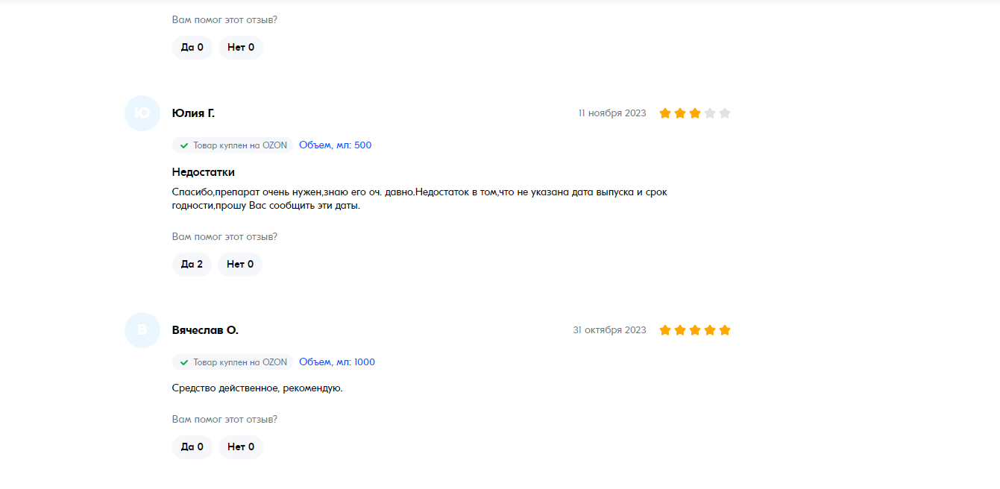 Вам помог этот отзыв?
Да 0 Нет 0
Ю Юлия Г. 11 ноября 2023
Товар куплен на OZON Объем, мл: 500
Недостатки
Спасибо,препарат очень нужен,знаю его оч. давно.Недостаток в том,что не указана дата выпуска и срок
годности,прошу Вас сообщить эти даты.
Вам помог этот отзыв?
Да 2 Нет 0
В Вячеслав О. 31 октября 2023
Товар куплен на OZON Объем, мл: 1000
Средство действенное, рекомендую.
Вам помог этот отзыв?
Да 0 Нет 0